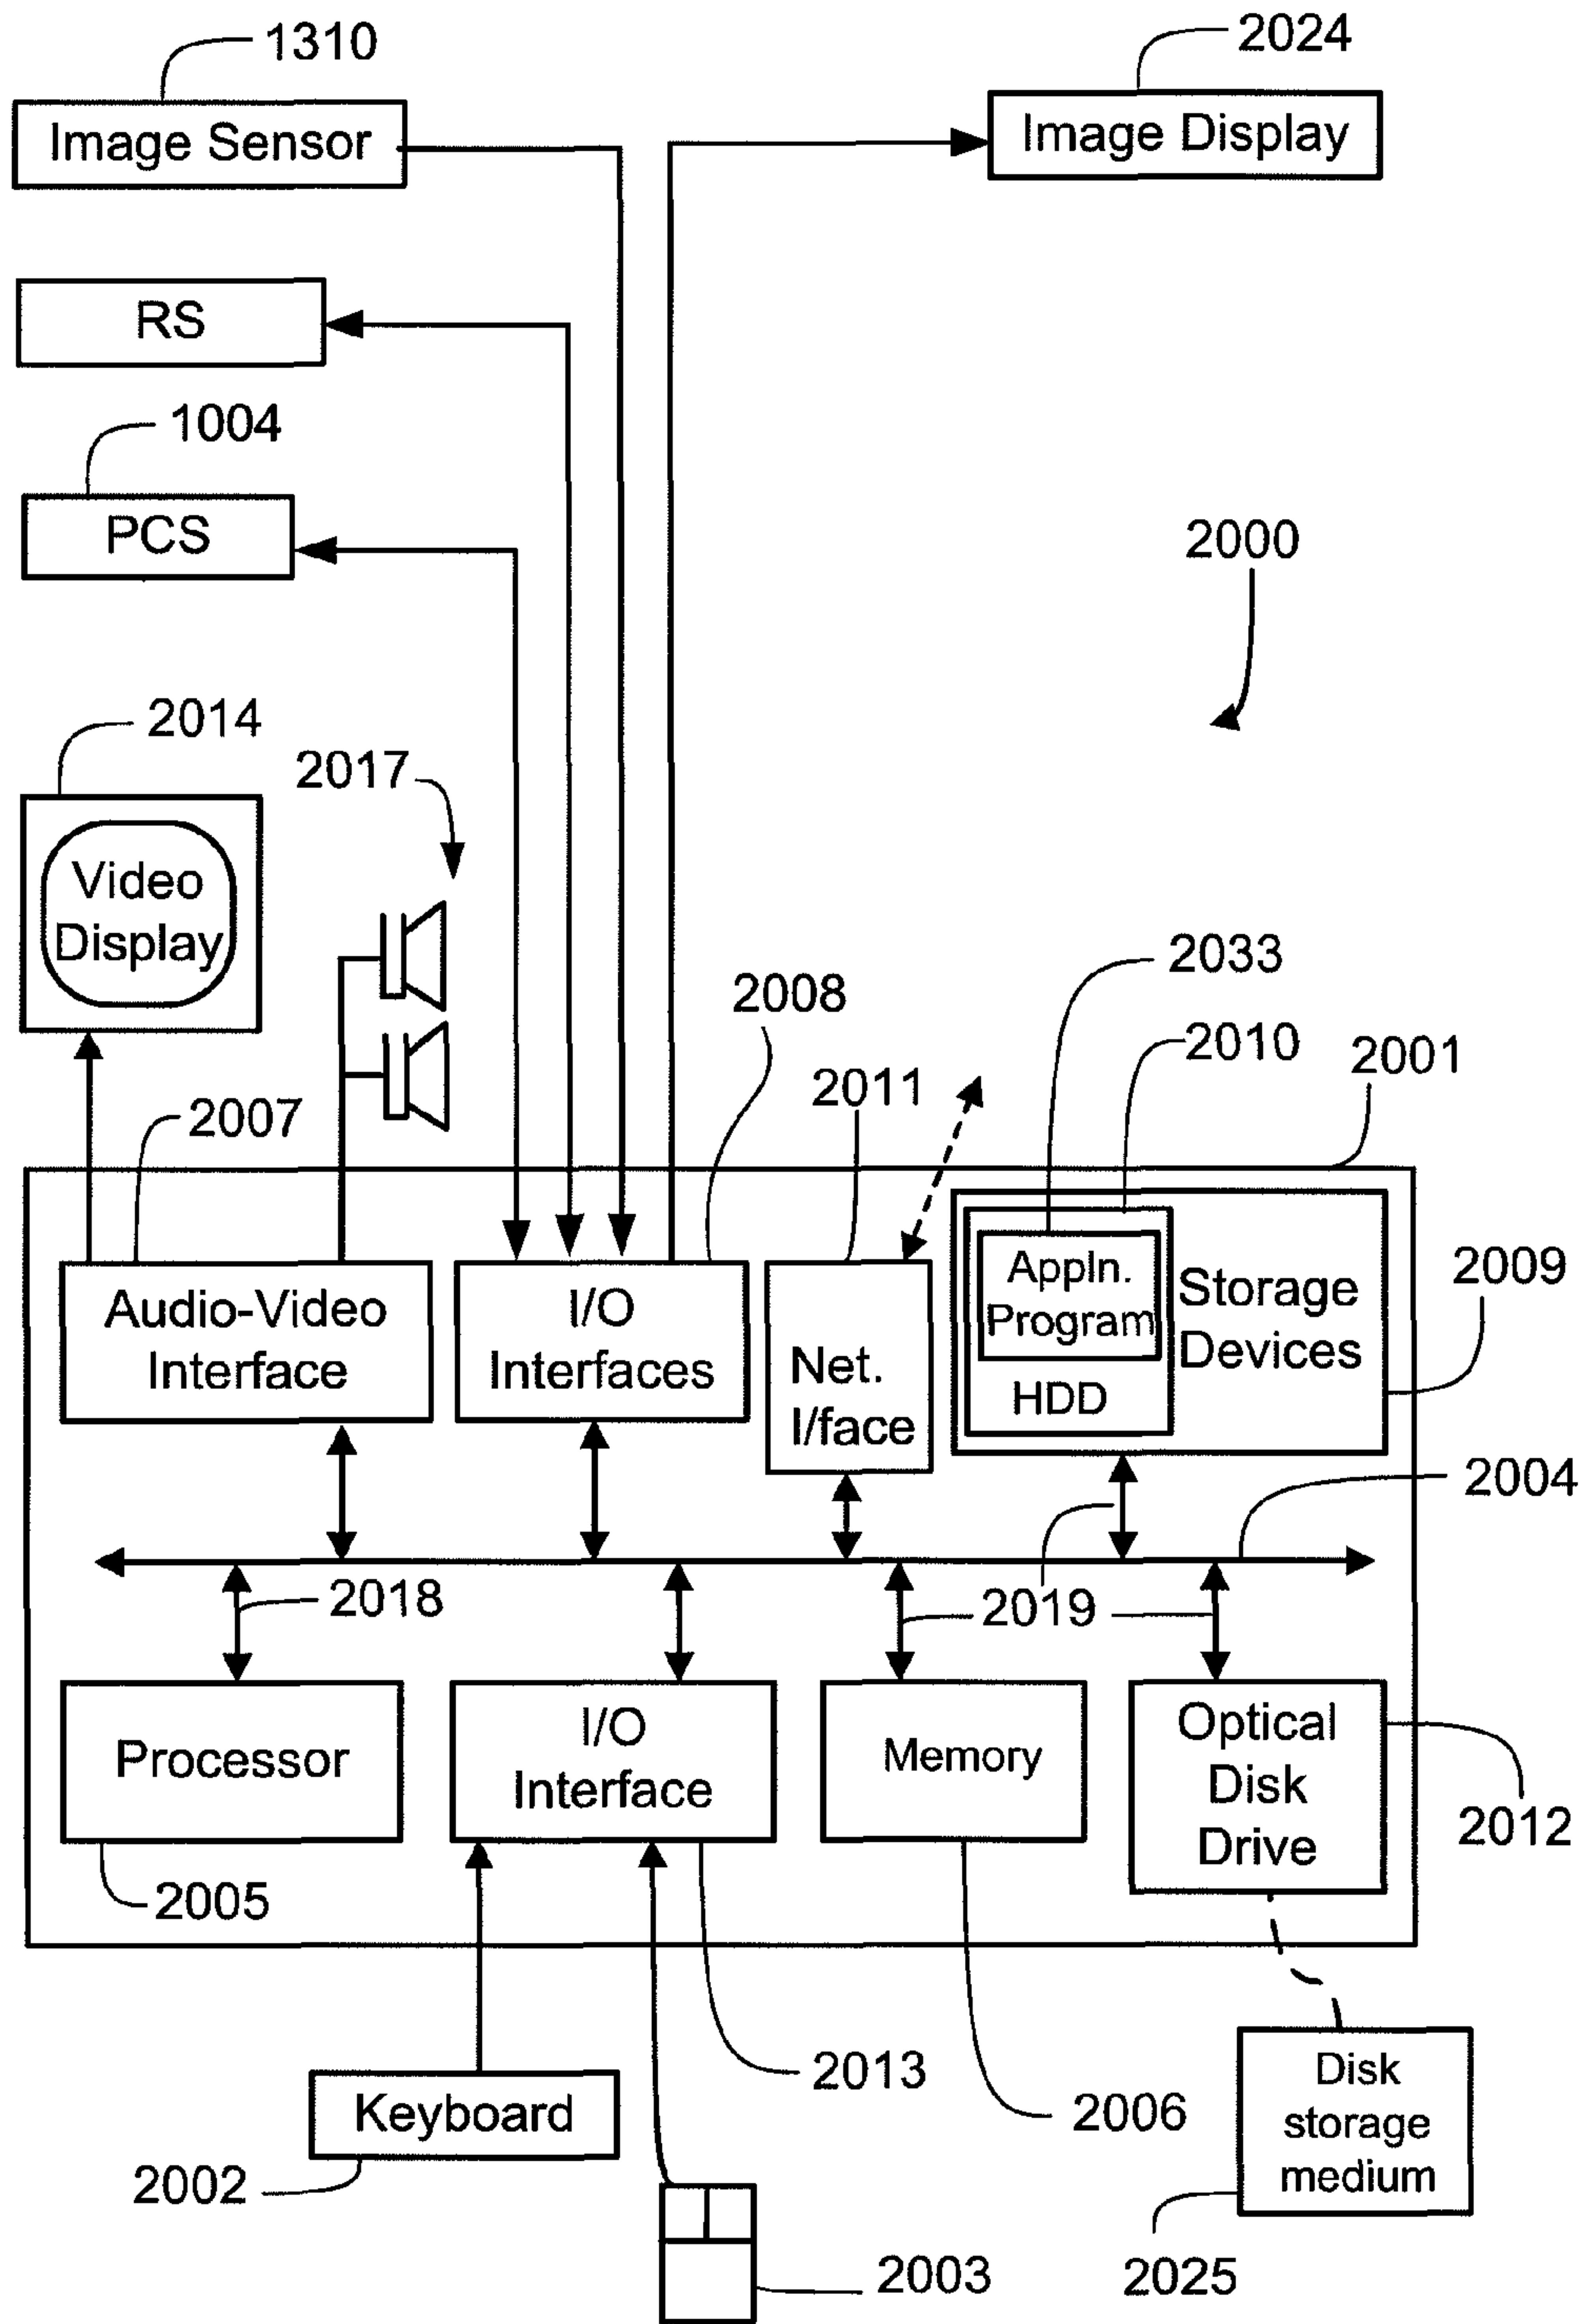 1310
2024
Image Sensor
Image Display
RS
1004
PCS
2000
2014
2017
Video
Display
2033
2008
2010
2011
2001
2007
Audio-Video
Interface
I/O
Interfaces
Net.
I/face
Appln.
Program
HDD
Storage
Devices
2009
2004
2018
2019
Processor
I/O
Interface
Memory
Optical
Disk
Drive
2012
2005
2013
2006
Keyboard
2002
Disk
storage
medium
2003
2025